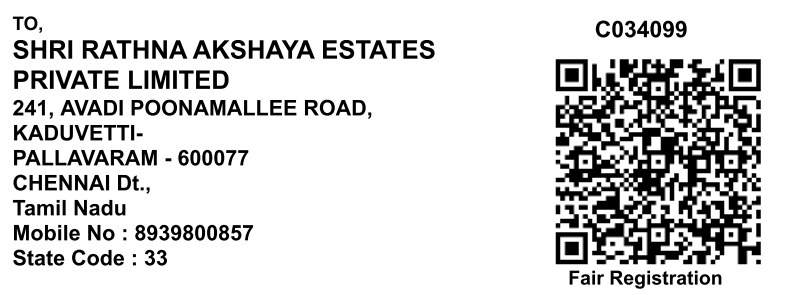 TO,
SHRI RATHNA AKSHAYA ESTATES
PRIVATE LIMITED
241, AVADI POONAMALLEE ROAD,
KADUVETTI-
PALLAVARAM - 600077
CHENNAI Dt.,
Tamil Nadu
Mobile No : 8939800857
State Code : 33
C034099
Fair Registration